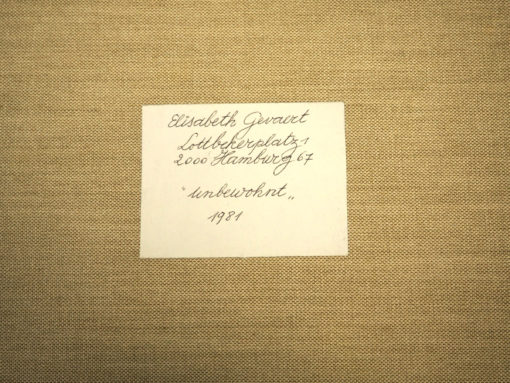 Elisabeth Gevaert
Lottbekerplatz 1
2000 Hamburg 67
"unbewohnt„
1981